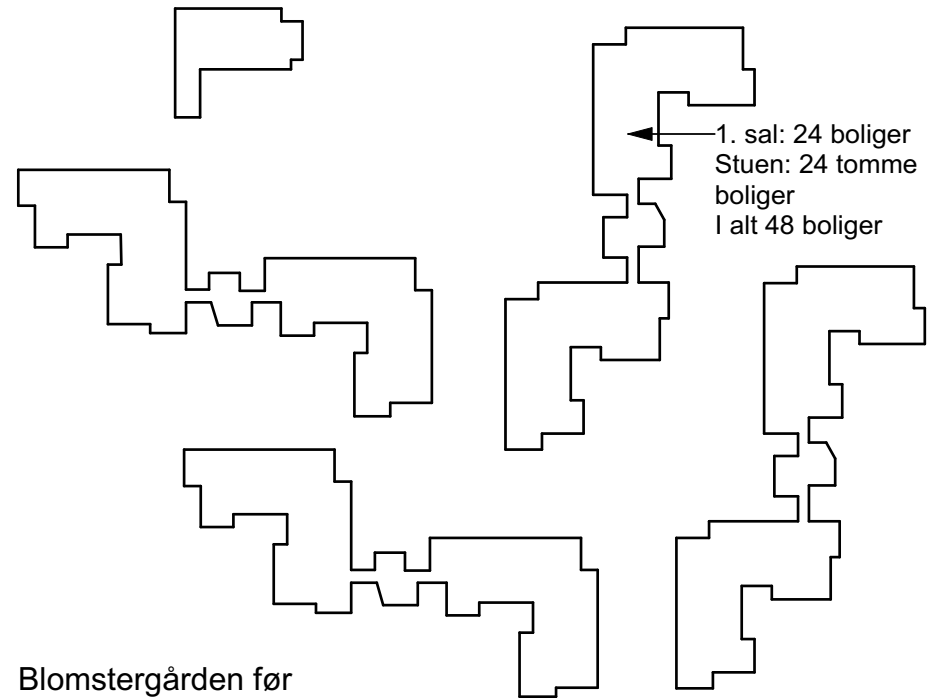 1. sal: 24 boliger
Stuen: 24 tomme
boliger
I alt 48 boliger
Blomstergården før